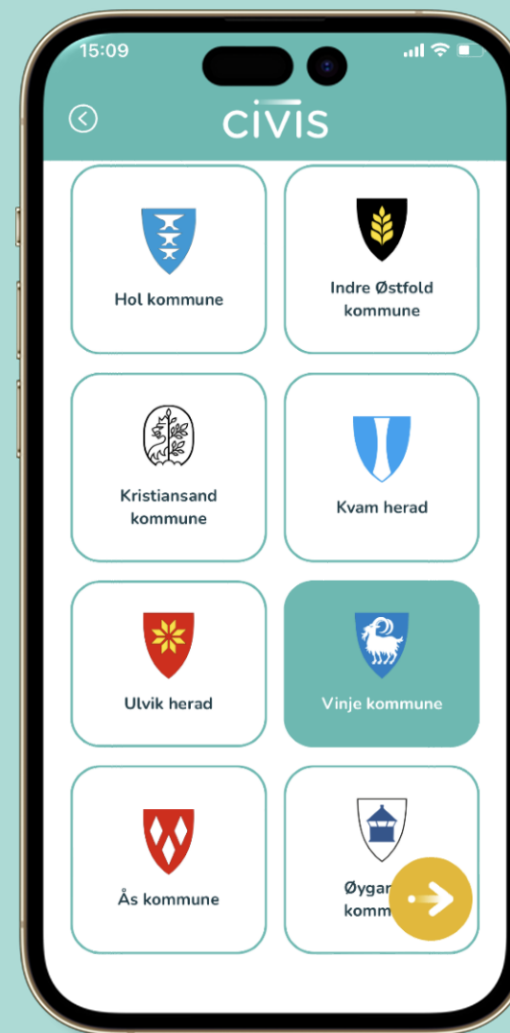 15:09
civis
Hol kommune
Indre Østfold
kommune
Kristiansand
kommune
Kvam herad
Ulvik herad
Vinje kommune
Ås kommune